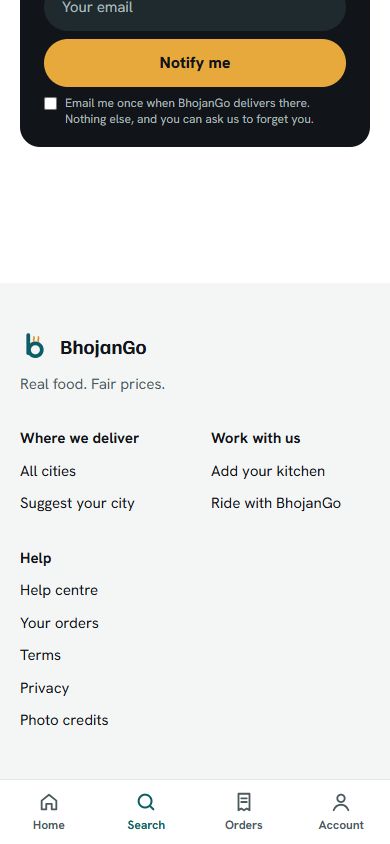 Your email
Notify me
Email me once when BhojanGo delivers there.
Nothing else, and you can ask us to forget you.
BhojanGo
Real food. Fair prices.
Where we deliver
All cities
Suggest your city
Work with us
Add your kitchen
Ride with BhojanGo
Help
Help centre
Your orders
Terms
Privacy
Photo credits
Home
Search
Orders
Account